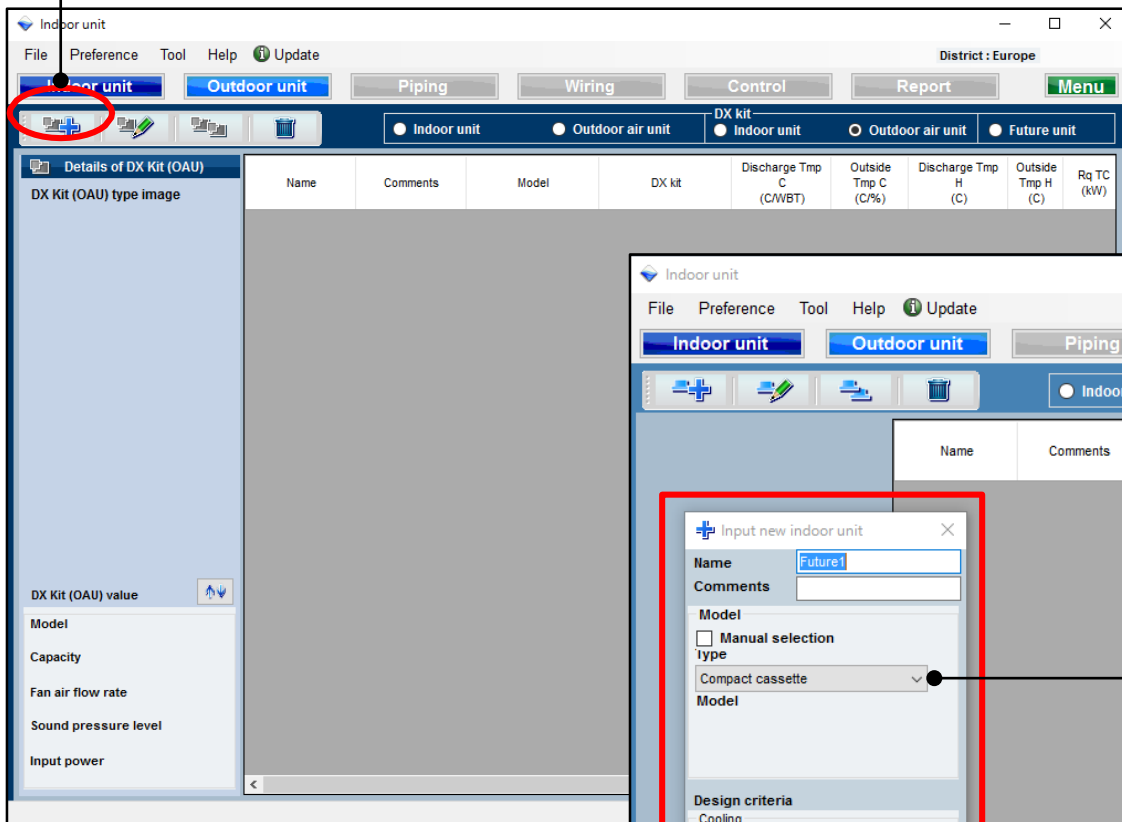 Indoor unit
File Preference Tool Help Update
District : Europe
Indoor unit Outdoor unit Piping Wiring Control Report Menu
Indoor unit Outdoor air unit
DX kit
Indoor unit Outdoor air unit Future unit
Details of DX Kit (OAU)
DX Kit (OAU) type image
Name Comments Model DX kit
Discharge Tmp
C
(C/WBT)
Outside
Tmp C
(C/%)
Discharge Tmp
H
(C)
Outside
Tmp H
(C)
Rq TC
(kW)
DX Kit (OAU) value
Model
Capacity
Fan air flow rate
Sound pressure level
Input power
Indoor unit
File Preference Tool Help Update
Indoor unit Outdoor unit Piping
Indoo
Name Comments
Input new indoor unit
Name Future1
Comments
Model
Manual selection
Type
Compact cassette
Model
Design criteria
Cooling